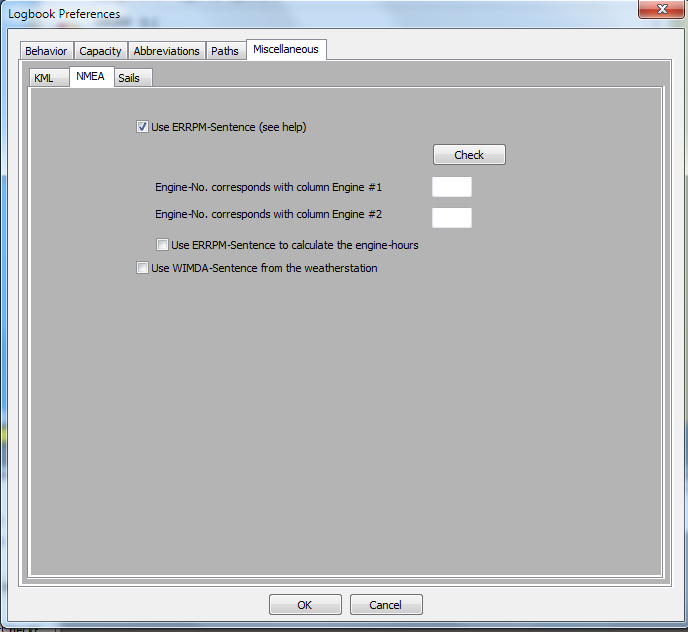 Logbook Preferences
Behavior Capacity Abbreviations Paths Miscellaneous
KML NMEA Sails
Use ERRPM-Sentence (see help)
Check
Engine-No. corresponds with column Engine #1
Engine-No. corresponds with column Engine #2
Use ERRPM-Sentence to calculate the engine-hours
Use WIMDA-Sentence from the weatherstation
OK Cancel